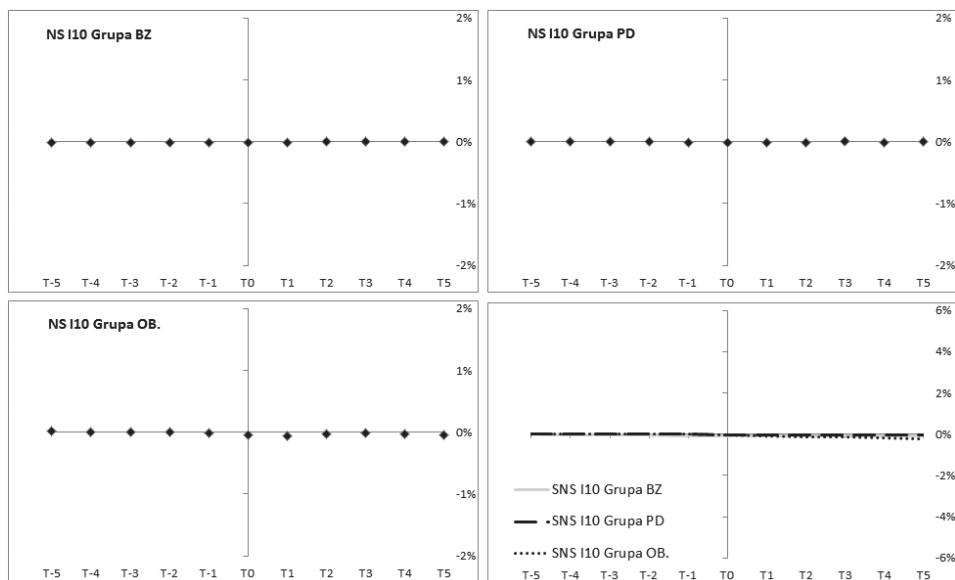 NS I10 Grupa BZ
2%
1%
0%
-1%
-2%
T-5 T-4 T-3 T-2 T-1 T0 T1 T2 T3 T4 T5
NS I10 Grupa PD
2%
1%
0%
-1%
-2%
T-5 T-4 T-3 T-2 T-1 T0 T1 T2 T3 T4 T5
NS I10 Grupa OB.
2%
1%
0%
-1%
-2%
T-5 T-4 T-3 T-2 T-1 T0 T1 T2 T3 T4 T5
6%
4%
2%
0%
-2%
-4%
-6%
SNS I10 Grupa BZ
SNS I10 Grupa PD
SNS I10 Grupa OB.
T-5 T-4 T-3 T-2 T-1 T0 T1 T2 T3 T4 T5